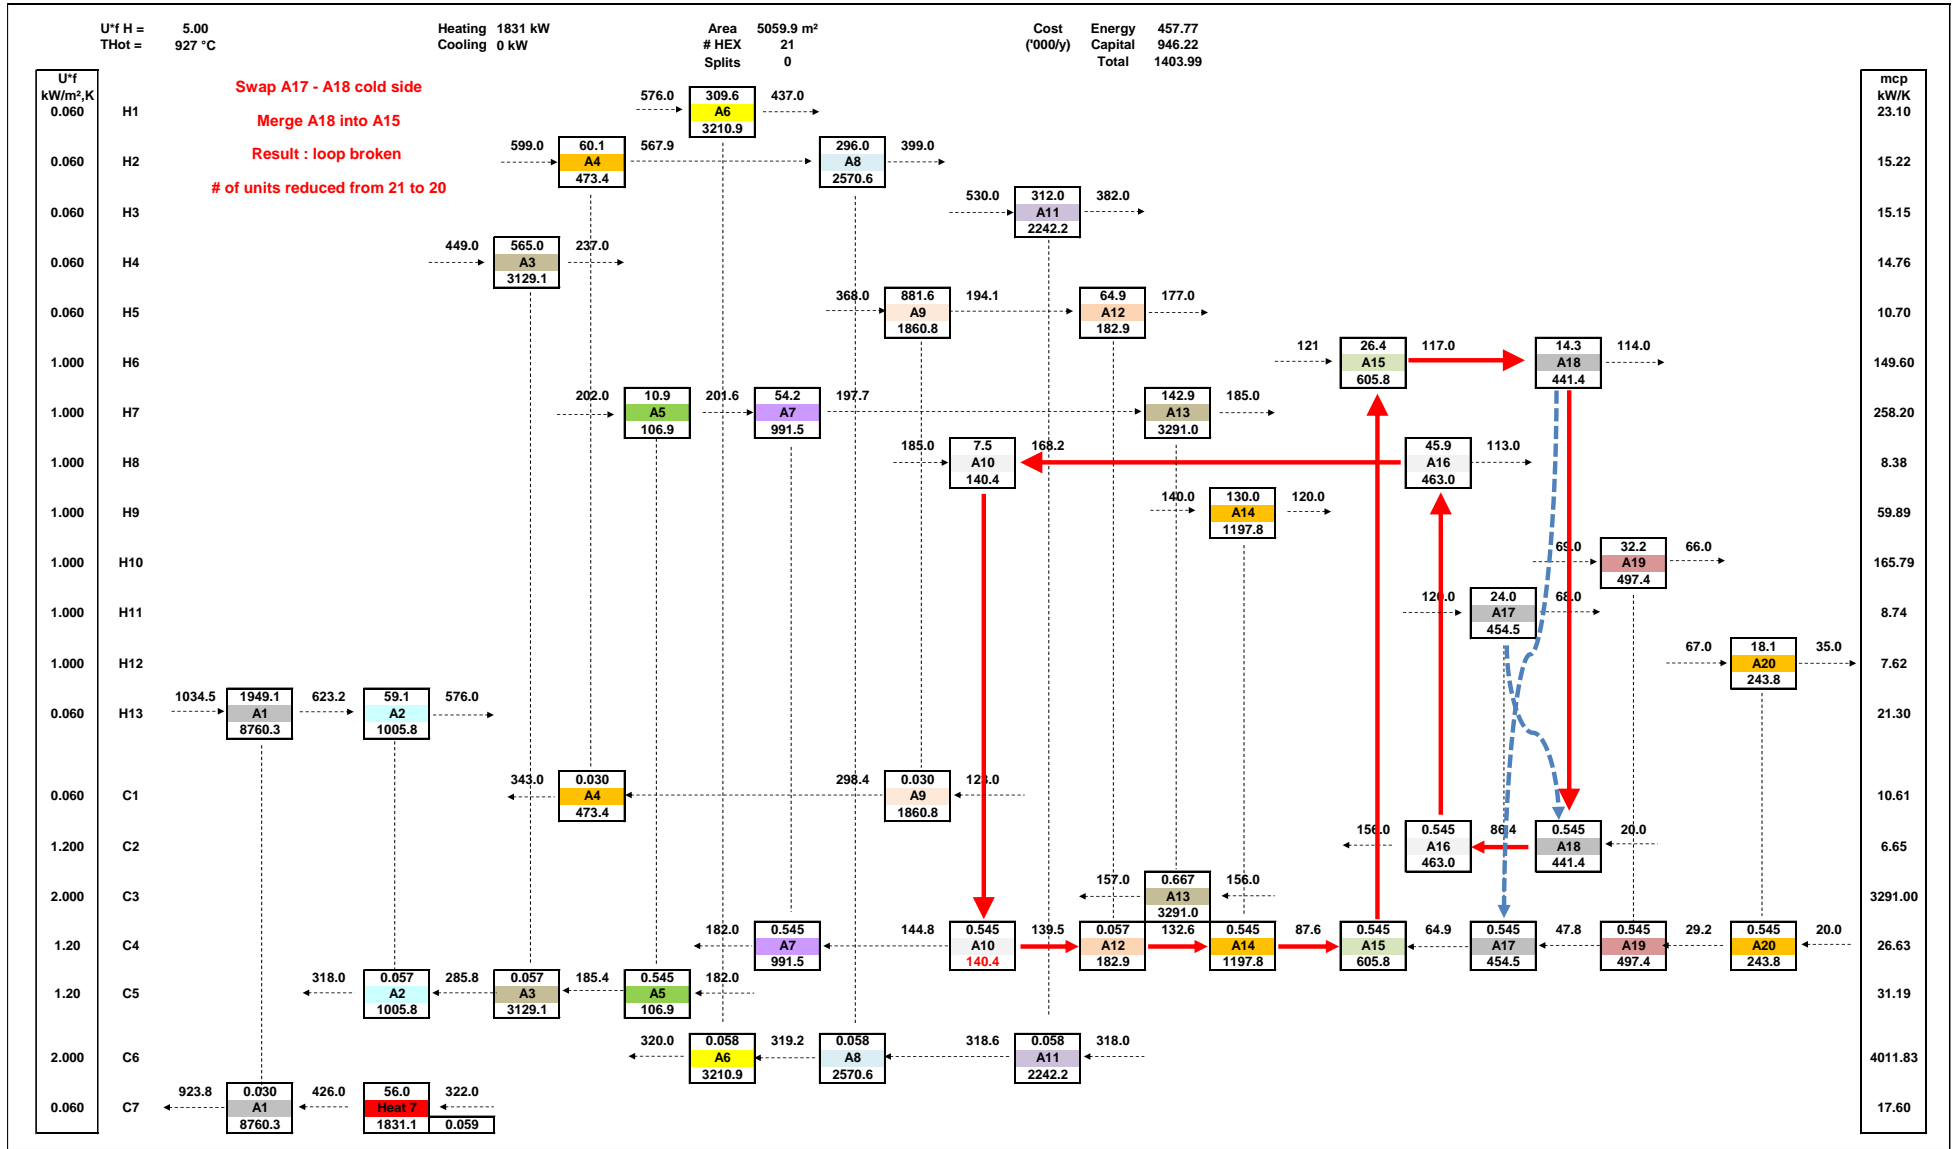 U*f H = 5.00 Heating 1831 kW Area 5059.9 m² Cost Energy 457.77
THot = 927 °C Cooling 0 kW # HEX 21 ('000/y) Capital 946.22
Splits 0 Total 1403.99
U*f mcp
kW/m²,K kW/K
Swap A17 - A18 cold side
Merge A18 into A15
Result : loop broken
# of units reduced from 21 to 20
576.0 309.6 437.0
0.060 H1 A6 23.10
3210.9
599.0 60.1 567.9 296.0 399.0
0.060 H2 A4 A8 15.22
473.4 2570.6
530.0 312.0 382.0
0.060 H3 A11 15.15
2242.2
449.0 565.0 237.0
0.060 H4 A3 14.76
3129.1
368.0 881.6 194.1 64.9 177.0
0.060 H5 A9 A12 10.70
1860.8 182.9
121 26.4 117.0 14.3 114.0
1.000 H6 A15 A18 149.60
605.8 441.4
202.0 10.9 201.6 54.2 197.7 142.9 185.0
1.000 H7 A5 A7 A13 258.20
106.9 991.5 3291.0
185.0 7.5 168.2 45.9 113.0
1.000 H8 A10 A16 8.38
140.4 463.0
140.0 130.0 120.0
1.000 H9 A14 59.89
1197.8
69.0 32.2 66.0
1.000 H10 A19 165.79
497.4
120.0 24.0 68.0
1.000 H11 A17 8.74
454.5
67.0 18.1 35.0
1.000 H12 A20 7.62
243.8
1034.5 1949.1 623.2 59.1 576.0
0.060 H13 A1 A2 21.30
8760.3 1005.8
343.0 0.030 298.4 0.030 123.0
0.060 C1 A4 A9 10.61
473.4 1860.8
156.0 0.545 86.4 0.545 20.0
1.200 C2 A16 A18 6.65
463.0 441.4
157.0 0.667 156.0
2.000 C3 A13 3291.00
3291.0
182.0 0.545 144.8 0.545 139.5 0.057 132.6 0.545 87.6 0.545 64.9 0.545 47.8 0.545 29.2 0.545 20.0
1.20 C4 A7 A10 A12 A14 A15 A17 A19 A20 26.63
991.5 140.4 182.9 1197.8 605.8 454.5 497.4 243.8
318.0 0.057 285.8 0.057 185.4 0.545 182.0
1.20 C5 A2 A3 A5 31.19
1005.8 3129.1 106.9
320.0 0.058 319.2 0.058 318.6 0.058 318.0
2.000 C6 A6 A8 A11 4011.83
3210.9 2570.6 2242.2
923.8 0.030 426.0 56.0 322.0
0.060 C7 A1 Heat 7 17.60
8760.3 1831.1 0.059